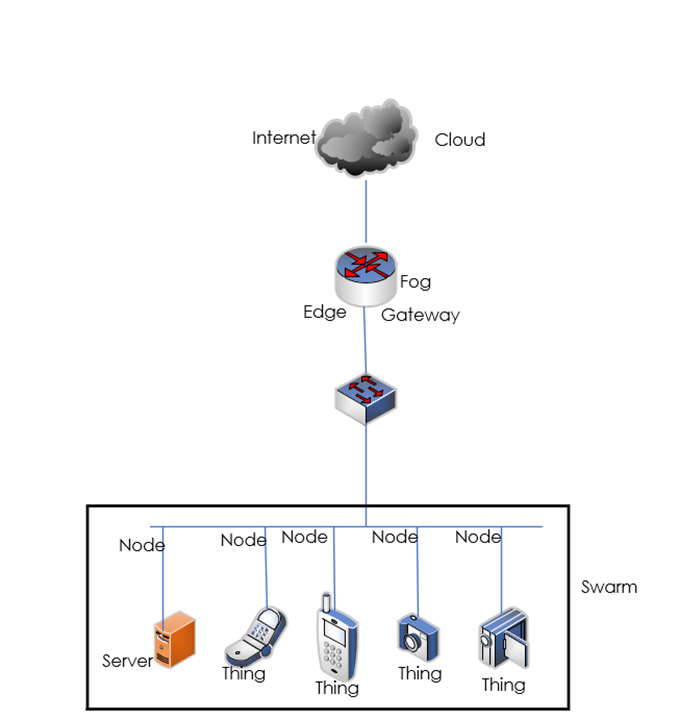 Internet
Cloud
Fog
Edge
Gateway
Node
Node
Node
Node
Node
Swarm
Server
Thing
Thing
Thing
Thing